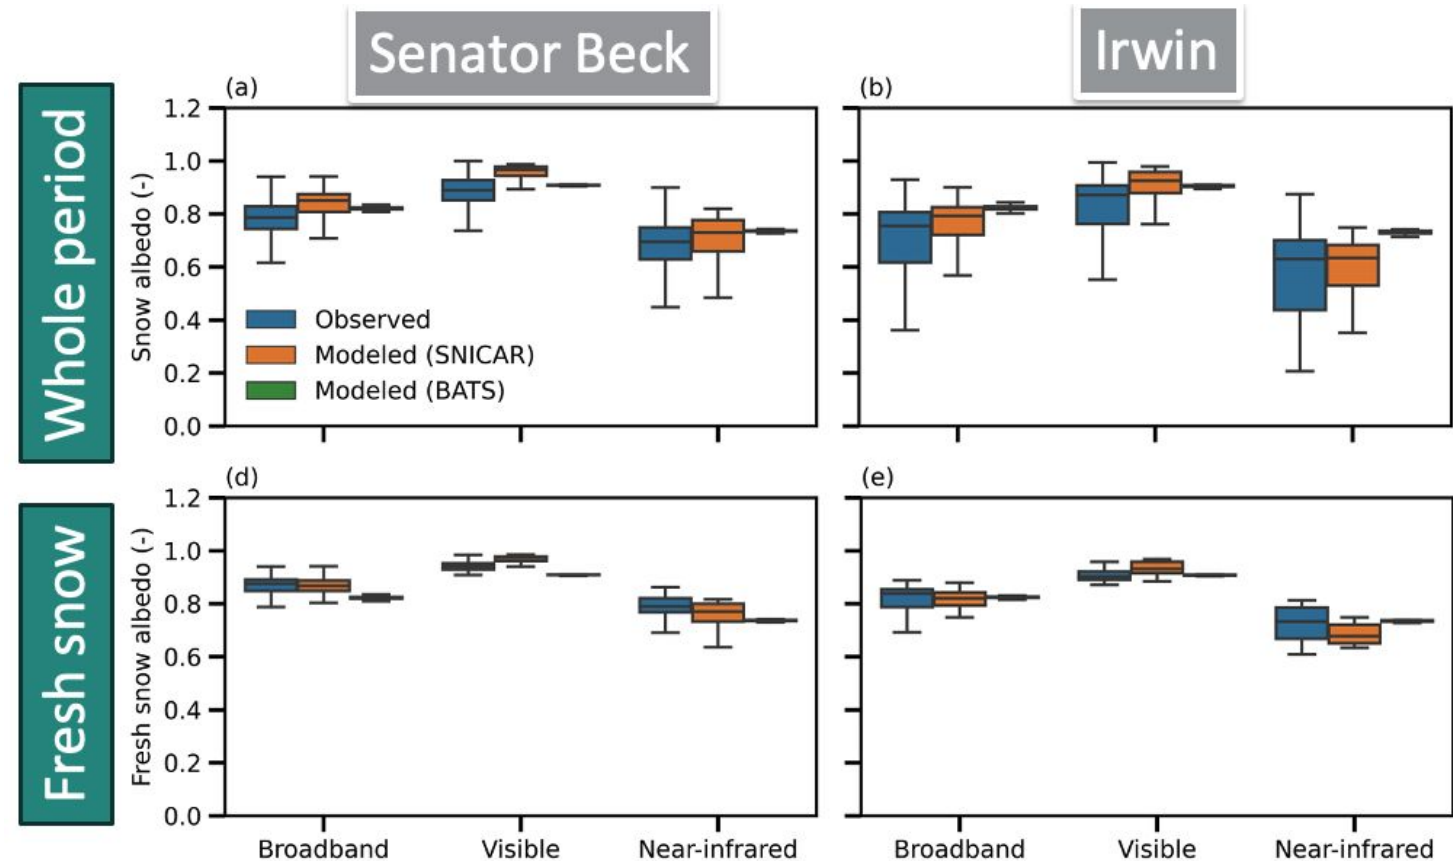 Senator Beck
Irwin
Whole period
(a)
(b)
Snow albedo (-)
1.2
1.0
0.8
0.6
0.4
0.2
0.0
Observed
Modeled (SNICAR)
Modeled (BATS)
Fresh snow
(d)
(e)
Fresh snow albedo (-)
1.2
1.0
0.8
0.6
0.4
0.2
0.0
Broadband
Visible
Near-infrared
Broadband
Visible
Near-infrared